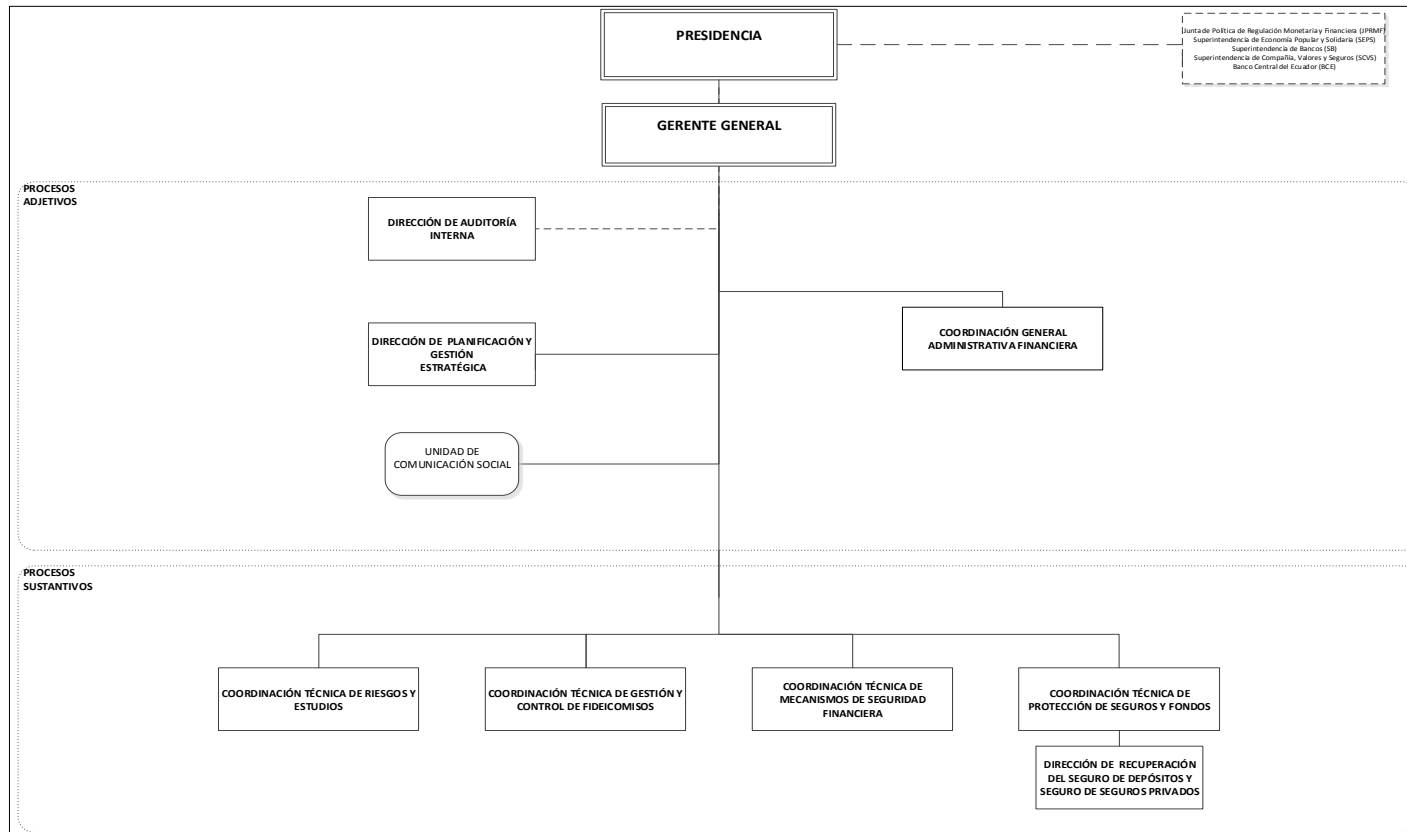 PRESIDENCIA
Junta de Política de Regulación Monetaria y Financiera (JPRMF)
Superintendencia de Economía Popular y Solidaria (SEPS)
Superintendencia de Bancos (SB)
Superintendencia de Compañía, Valores y Seguros (SCVS)
Banco Central del Ecuador (BCE)
GERENTE GENERAL
PROCESOS
ADJETIVOS
DIRECCIÓN DE AUDITORÍA
INTERNA
COORDINACIÓN GENERAL
ADMINISTRATIVA FINANCIERA
DIRECCIÓN DE PLANIFICACIÓN Y
GESTIÓN
ESTRATÉGICA
UNIDAD DE
COMUNICACIÓN SOCIAL
PROCESOS
SUSTANTIVOS
COORDINACIÓN TÉCNICA DE RIESGOS Y
ESTUDIOS
COORDINACIÓN TÉCNICA DE GESTIÓN Y
CONTROL DE FIDEICOMISOS
COORDINACIÓN TÉCNICA DE
MECANISMOS DE SEGURIDAD
FINANCIERA
COORDINACIÓN TÉCNICA DE
PROTECCIÓN DE SEGUROS Y FONDOS
DIRECCIÓN DE RECUPERACIÓN
DEL SEGURO DE DEPÓSITOS Y
SEGURO DE SEGUROS PRIVADOS